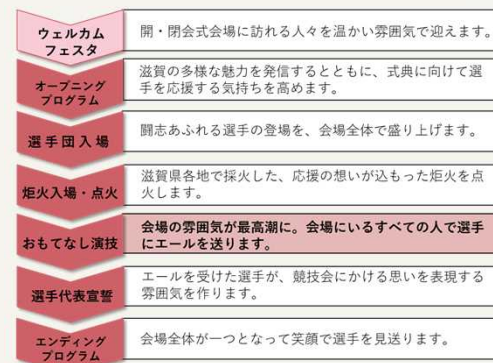 ウェルカム
フェスタ
開・閉会式会場に訪れる人々を温かい雰囲気で迎えます。
オープニング
プログラム
滋賀の多様な魅力を発信するとともに、式典に向けて選
手を応援する気持ちを高めます。
選手団入場
闘志あふれる選手の登場を、会場全体で盛り上げます。
炬火入場・点火
滋賀県各地で採火した、応援の想いが込もった炬火を点
火します。
おもてなし演技
会場の雰囲気が最高潮に。会場にいるすべての人で選手
にエールを送ります。
選手代表宣誓
エールを受けた選手が、競技会にかける思いを表現する
雰囲気を作ります。
エンディング
プログラム
会場全体が一つとなって笑顔で選手を見送ります。